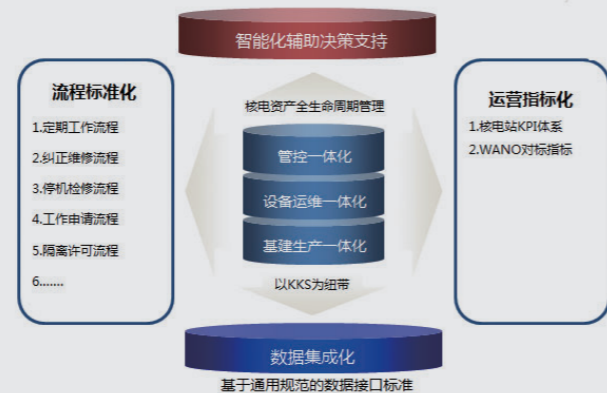 智能化辅助决策支持
流程标准化
1.定期工作流程
2.纠正维修流程
3.停机检修流程
4.工作申请流程
5.隔离许可流程
6.......
核电资产全生命周期管理
管控一体化
设备运维一体化
基建生产一体化
以KKS为纽带
运营指标化
1.核电站KPI体系
2.WANO对标指标
数据集成化
基于通用规范的数据接口标准